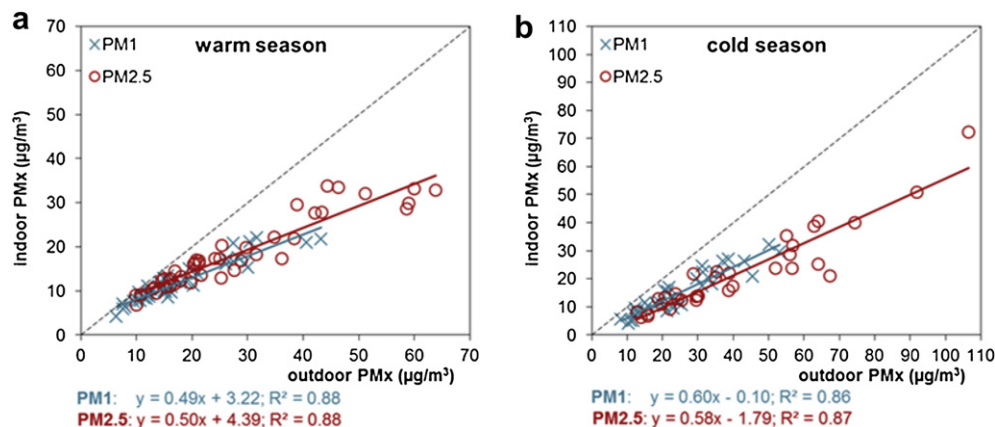 a
warm season
PM1
PM2.5
indoor PMx (µg/m³)
70
60
50
40
30
20
10
0
0 10 20 30 40 50 60 70
outdoor PMx (µg/m³)
PM1: y = 0.49x + 3.22; R² = 0.88
PM2.5: y = 0.50x + 4.39; R² = 0.88
b
cold season
PM1
PM2.5
indoor PMx (µg/m³)
110
100
90
80
70
60
50
40
30
20
10
0
0 10 20 30 40 50 60 70 80 90 100 110
outdoor PMx (µg/m³)
PM1: y = 0.60x - 0.10; R² = 0.86
PM2.5: y = 0.58x - 1.79; R² = 0.87